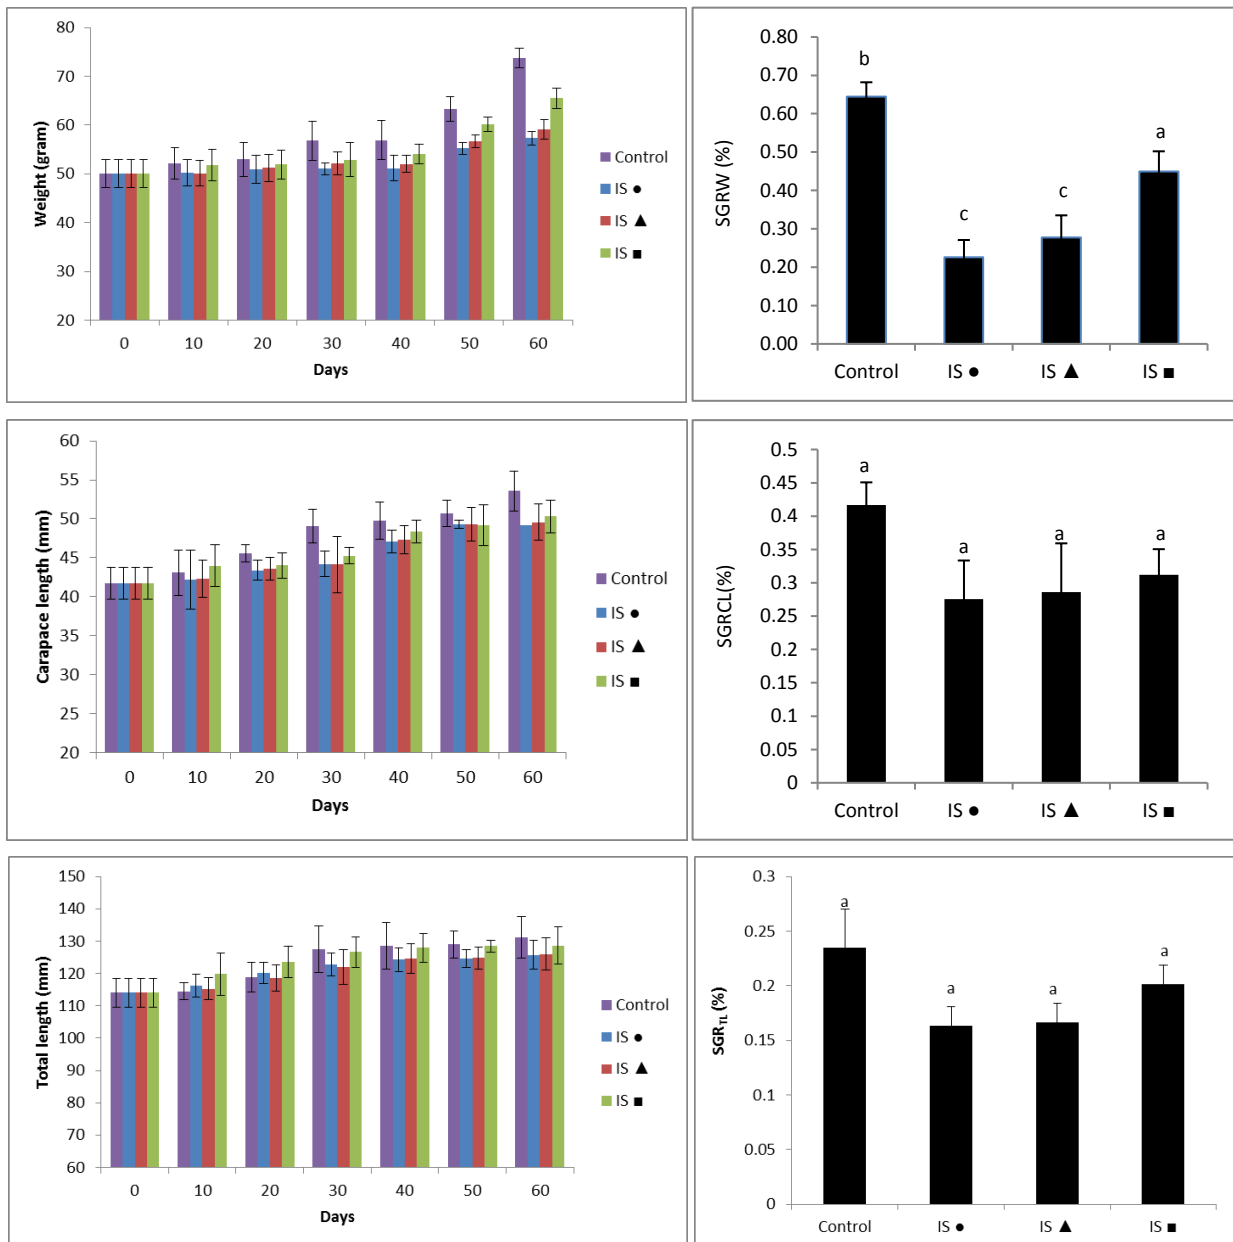 80
70
60
50
40
30
20
Weight (gram)
0 10 20 30 40 50 60
Days
Control
IS ●
IS ▲
IS ■
0.80
0.70
0.60
0.50
0.40
0.30
0.20
0.10
0.00
SGRW (%)
b
c
c
a
Control IS ● IS ▲ IS ■
60
55
50
45
40
35
30
25
20
Carapace length (mm)
0 10 20 30 40 50 60
Days
Control
IS ●
IS ▲
IS ■
0.5
0.45
0.4
0.35
0.3
0.25
0.2
0.15
0.1
0.05
0
SGRCL(%)
a
a
a
a
Control IS ● IS ▲ IS ■
150
140
130
120
110
100
90
80
70
60
Total length (mm)
0 10 20 30 40 50 60
Days
Control
IS ●
IS ▲
IS ■
0.3
0.25
0.2
0.15
0.1
0.05
0
SGRTL (%)
a
a
a
a
Control IS ● IS ▲ IS ■